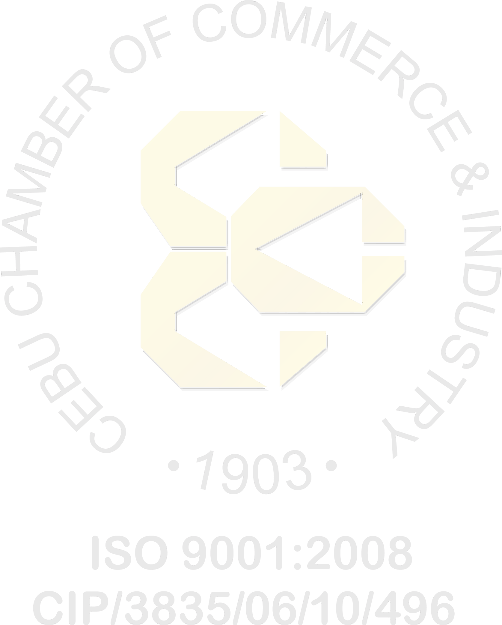 CEBU CHAMBER OF COMMERCE & INDUSTRY
• 1903 •
ISO 9001:2008
CIP/3835/06/10/496